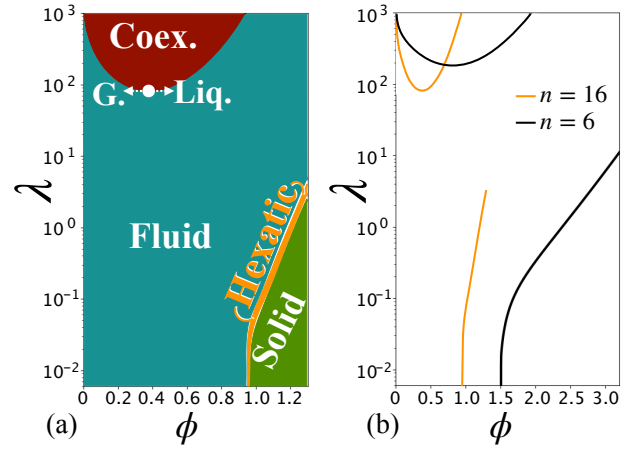 10³
10²
10¹
10⁰
10⁻¹
10⁻²
λ
Coex.
G.
Liq.
Fluid
Hexatic
Solid
0 0.2 0.4 0.6 0.8 1.0 1.2
(a)
ϕ
10³
10²
10¹
10⁰
10⁻¹
10⁻²
λ
n = 16
n = 6
0 0.5 1.0 1.5 2.0 2.5 3.0
(b)
ϕ